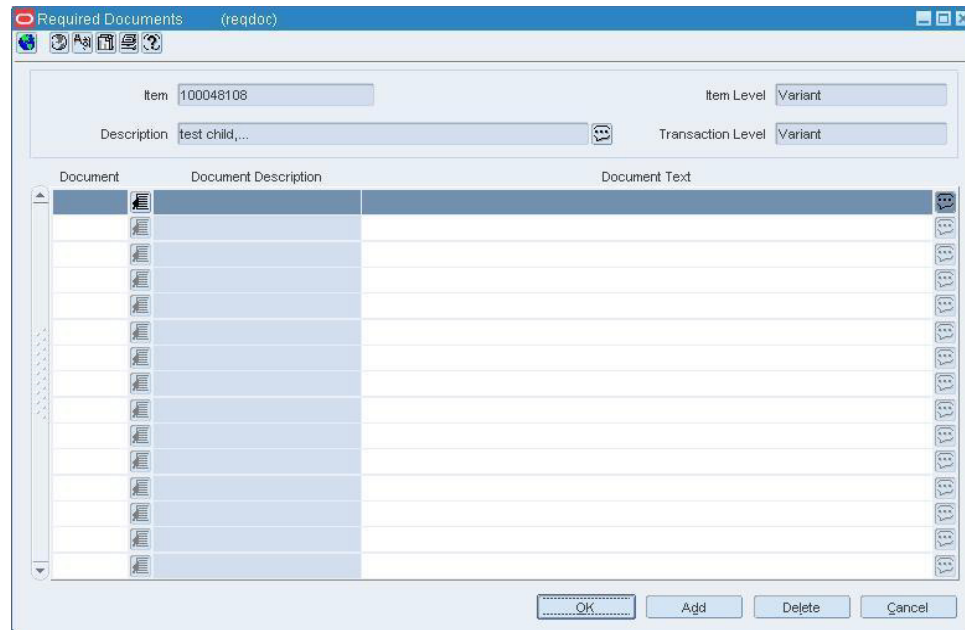 Required Documents (reqdoc)
Item 100048108 Item Level Variant
Description test child,... Transaction Level Variant
Document Document Description Document Text
OK Add Delete Cancel